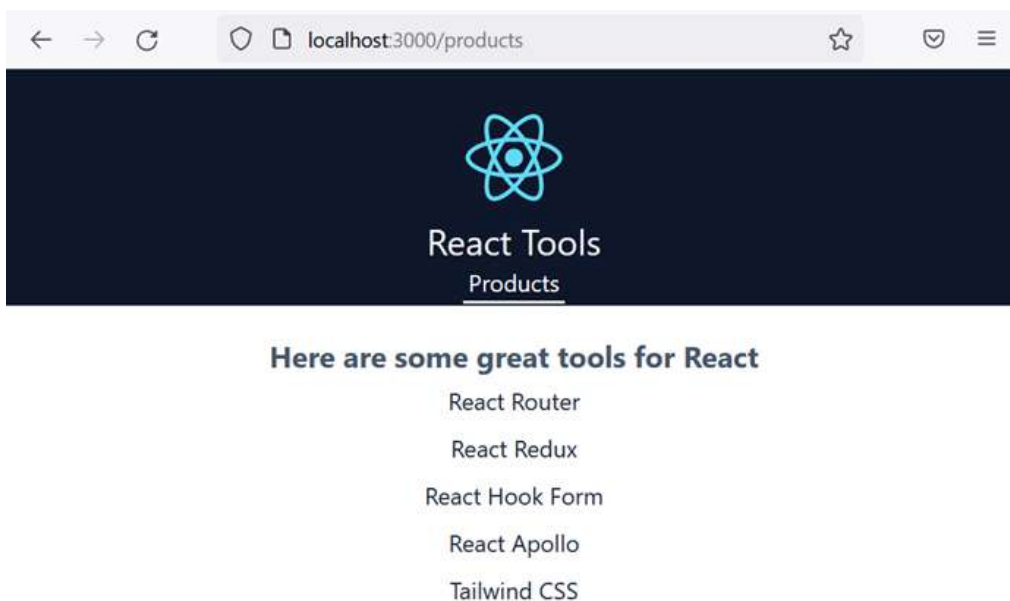 localhost:3000/products
React Tools
Products
Here are some great tools for React
React Router
React Redux
React Hook Form
React Apollo
Tailwind CSS